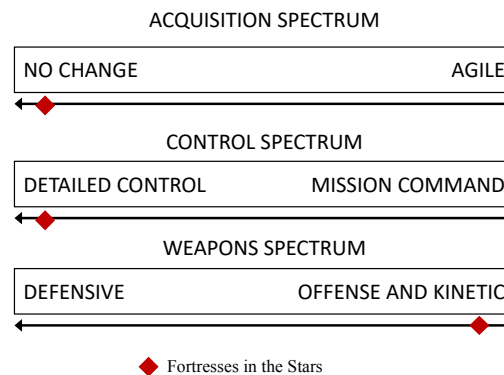 ACQUISITION SPECTRUM
NO CHANGE AGILE
CONTROL SPECTRUM
DETAILED CONTROL MISSION COMMAND
WEAPONS SPECTRUM
DEFENSIVE OFFENSE AND KINETIC
Fortresses in the Stars